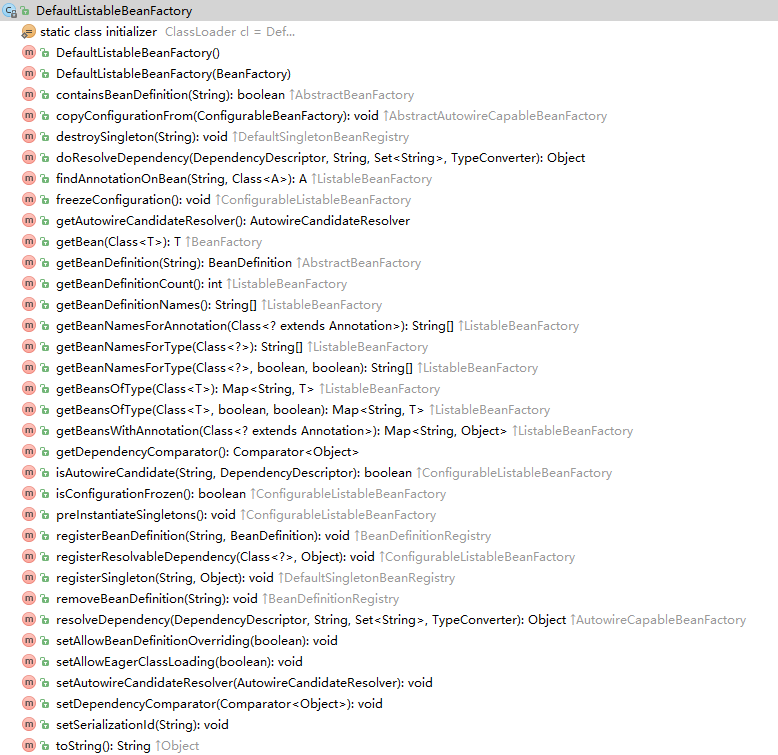 DefaultListableBeanFactory
static class initializer ClassLoader cl = Def...
DefaultListableBeanFactory()
DefaultListableBeanFactory(BeanFactory)
containsBeanDefinition(String): boolean ↑AbstractBeanFactory
copyConfigurationFrom(ConfigurableBeanFactory): void ↑AbstractAutowireCapableBeanFactory
destroySingleton(String): void ↑DefaultSingletonBeanRegistry
doResolveDependency(DependencyDescriptor, String, Set<String>, TypeConverter): Object
findAnnotationOnBean(String, Class<A>): A ↑ListableBeanFactory
freezeConfiguration(): void ↑ConfigurableListableBeanFactory
getAutowireCandidateResolver(): AutowireCandidateResolver
getBean(Class<T>): T ↑BeanFactory
getBeanDefinition(String): BeanDefinition ↑AbstractBeanFactory
getBeanDefinitionCount(): int ↑ListableBeanFactory
getBeanDefinitionNames(): String[] ↑ListableBeanFactory
getBeanNamesForAnnotation(Class<? extends Annotation>): String[] ↑ListableBeanFactory
getBeanNamesForType(Class<?>): String[] ↑ListableBeanFactory
getBeanNamesForType(Class<?>, boolean, boolean): String[] ↑ListableBeanFactory
getBeansOfType(Class<T>): Map<String, T> ↑ListableBeanFactory
getBeansOfType(Class<T>, boolean, boolean): Map<String, T> ↑ListableBeanFactory
getBeansWithAnnotation(Class<? extends Annotation>): Map<String, Object> ↑ListableBeanFactory
getDependencyComparator(): Comparator<Object>
isAutowireCandidate(String, DependencyDescriptor): boolean ↑ConfigurableListableBeanFactory
isConfigurationFrozen(): boolean ↑ConfigurableListableBeanFactory
preInstantiateSingletons(): void ↑ConfigurableListableBeanFactory
registerBeanDefinition(String, BeanDefinition): void ↑BeanDefinitionRegistry
registerResolvableDependency(Class<?>, Object): void ↑ConfigurableListableBeanFactory
registerSingleton(String, Object): void ↑DefaultSingletonBeanRegistry
removeBeanDefinition(String): void ↑BeanDefinitionRegistry
resolveDependency(DependencyDescriptor, String, Set<String>, TypeConverter): Object ↑AutowireCapableBeanFactory
setAllowBeanDefinitionOverriding(boolean): void
setAllowEagerClassLoading(boolean): void
setAutowireCandidateResolver(AutowireCandidateResolver): void
setDependencyComparator(Comparator<Object>): void
setSerializationId(String): void
toString(): String ↑Object